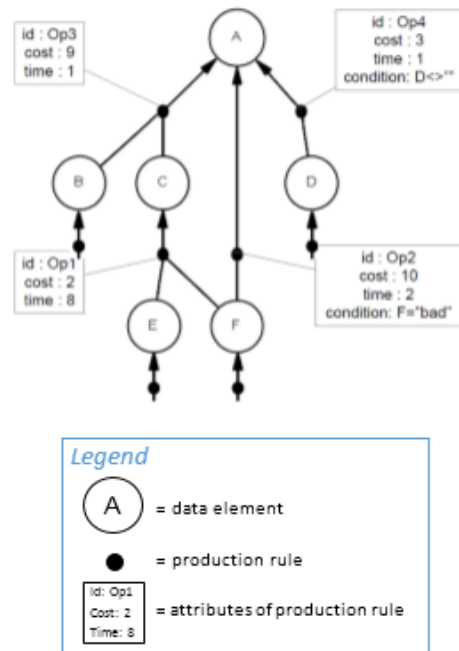 id : Op3
cost : 9
time : 1
A
id : Op4
cost : 3
time : 1
condition: D<>""
B
C
D
id : Op1
cost : 2
time : 8
id : Op2
cost : 10
time : 2
condition: F="bad"
E
F
Legend
A = data element
= production rule
Id: Op1
Cost: 2
Time: 8
= attributes of production rule